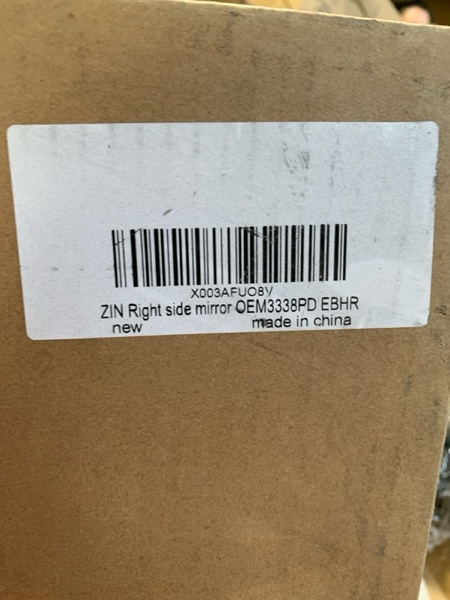 X003AFUO8V
ZIN Right side mirror OEM3338PD EBHR
new made in china